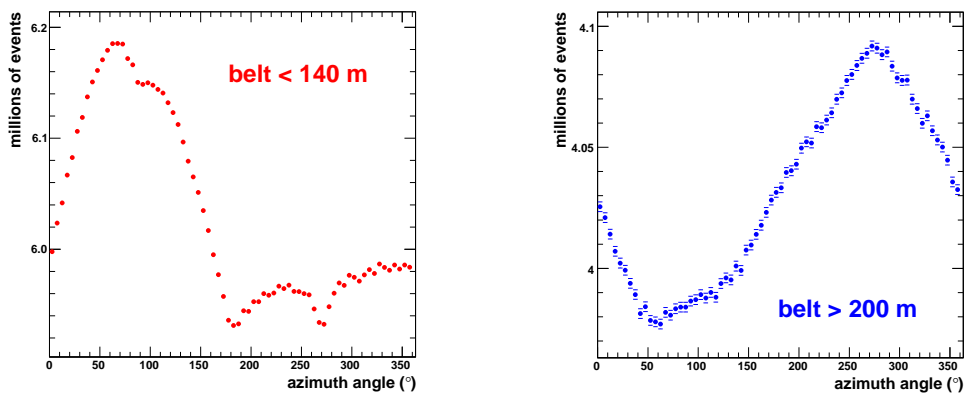 millions of events
6.2
6.1
6.0
belt < 140 m
0 50 100 150 200 250 300 350
azimuth angle (°)
millions of events
4.1
4.05
4
belt > 200 m
0 50 100 150 200 250 300 350
azimuth angle (°)